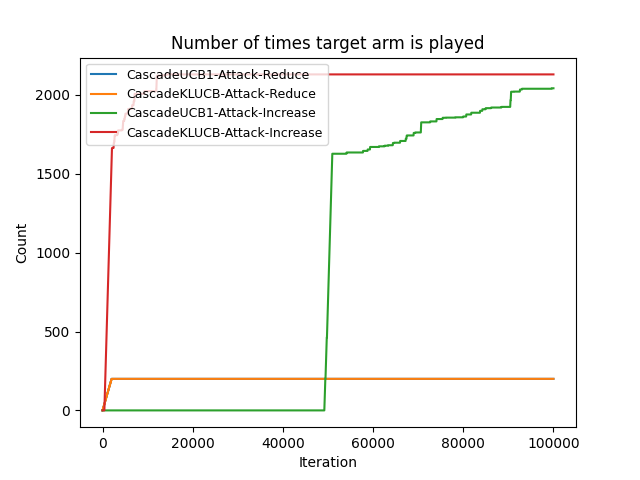 Number of times target arm is played
CascadeUCB1-Attack-Reduce
CascadeKLUCB-Attack-Reduce
CascadeUCB1-Attack-Increase
CascadeKLUCB-Attack-Increase
Count
2000
1500
1000
500
0
0 20000 40000 60000 80000 100000
Iteration